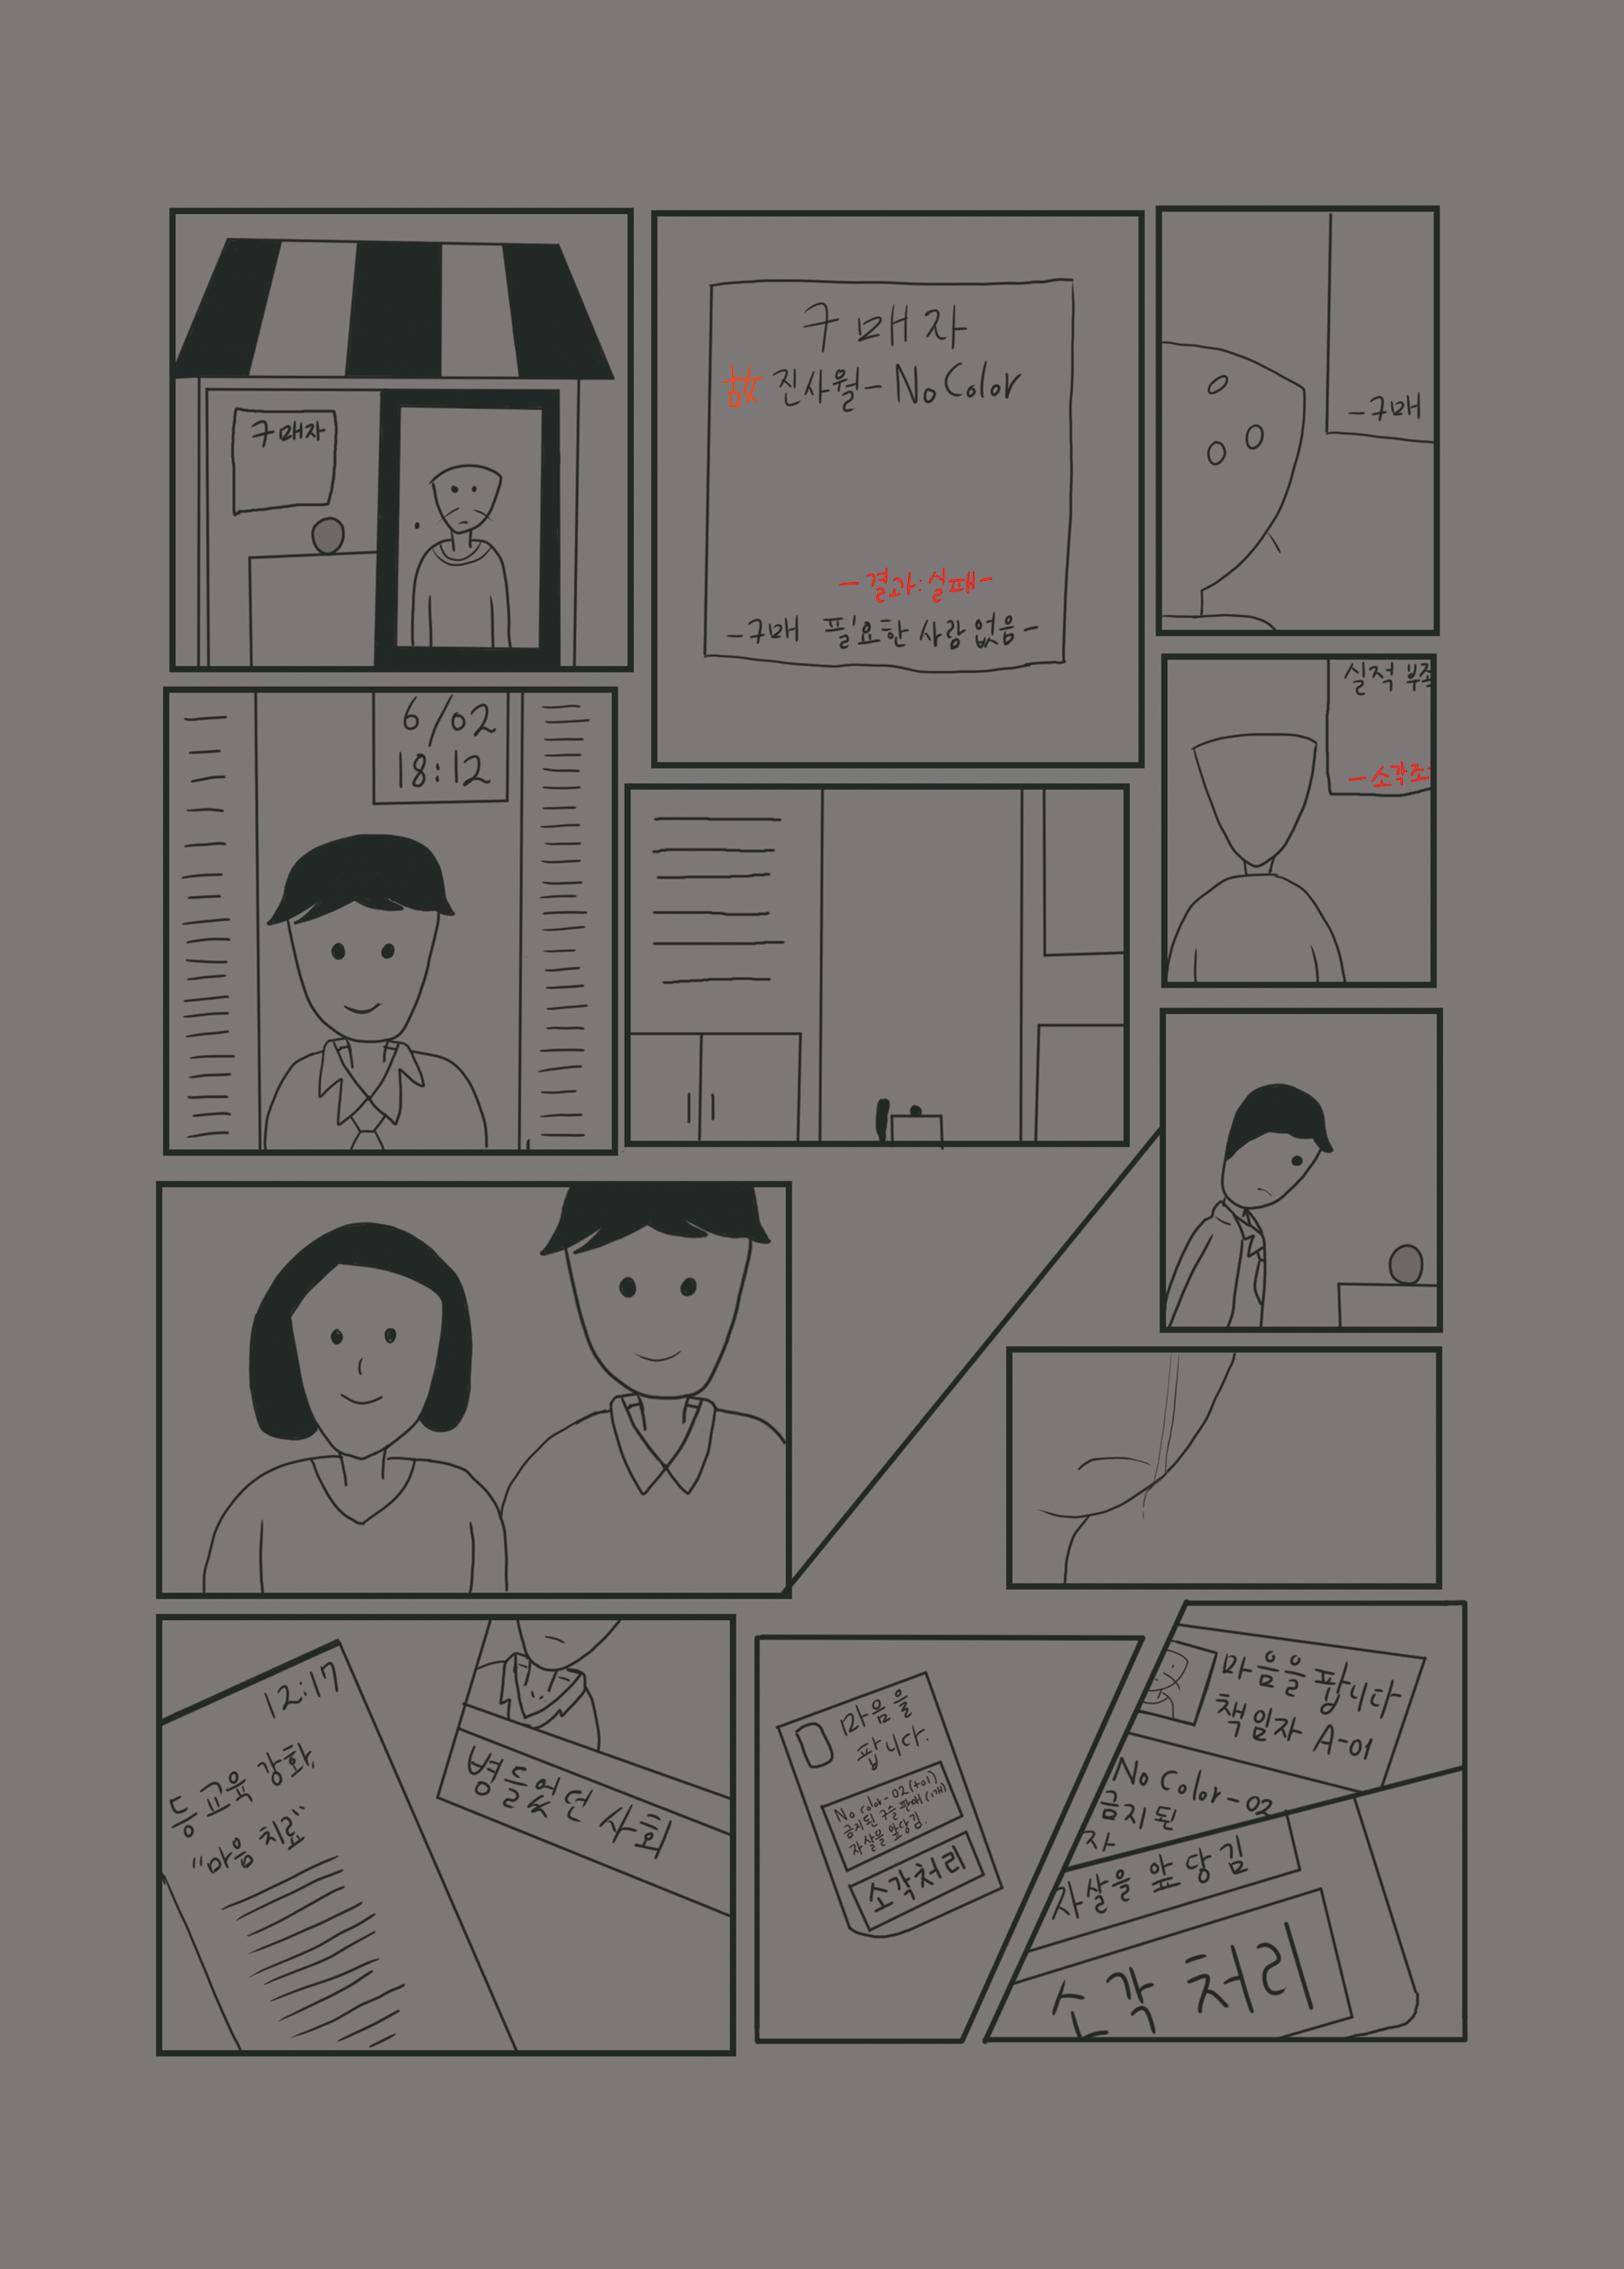 구매자
구매자
故 진사월-No Color
-결과:실패-
-구매 필요한 사람 없음-
-구매
실적 부족
-소각조
6/02
18:12
12:17
등교율 강화,
"마음 치료"
병들었던 사회
마음을
팝니다.
No Color-02(+01)
금지된 구슬 판매(1개)
자살을 앞당김.
소각처리
마음을 팝니다
책임자 A-01
No Color-02
금지된
자살을 앞당김
소각 처리